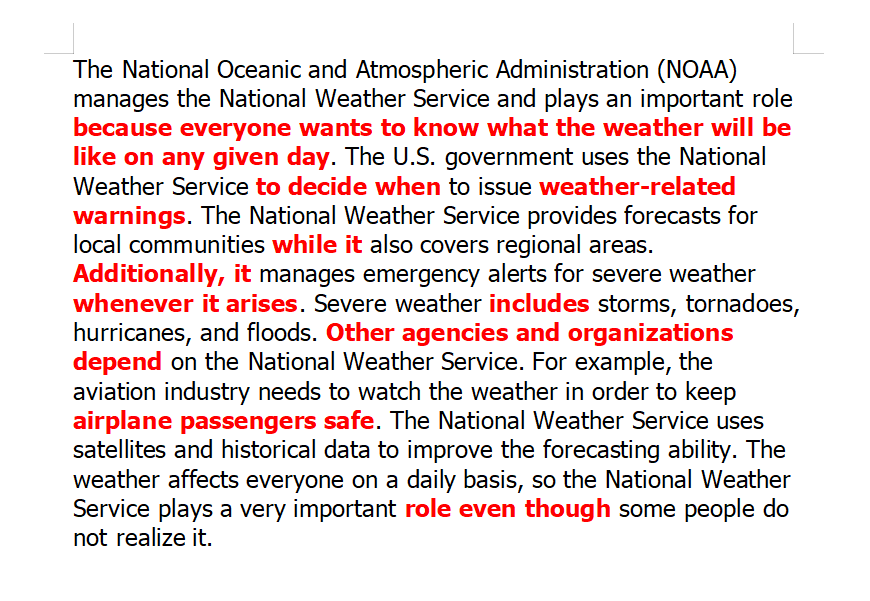 The National Oceanic and Atmospheric Administration (NOAA)
manages the National Weather Service and plays an important role
because everyone wants to know what the weather will be
like on any given day. The U.S. government uses the National
Weather Service to decide when to issue weather-related
warnings. The National Weather Service provides forecasts for
local communities while it also covers regional areas.
Additionally, it manages emergency alerts for severe weather
whenever it arises. Severe weather includes storms, tornadoes,
hurricanes, and floods. Other agencies and organizations
depend on the National Weather Service. For example, the
aviation industry needs to watch the weather in order to keep
airplane passengers safe. The National Weather Service uses
satellites and historical data to improve the forecasting ability. The
weather affects everyone on a daily basis, so the National Weather
Service plays a very important role even though some people do
not realize it.